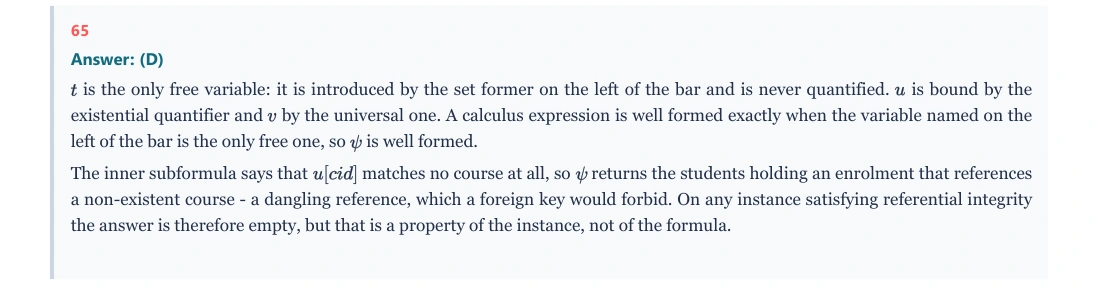 65
Answer: (D)
t is the only free variable: it is introduced by the set former on the left of the bar and is never quantified. u is bound by the
existential quantifier and v by the universal one. A calculus expression is well formed exactly when the variable named on the
left of the bar is the only free one, so ψ is well formed.
The inner subformula says that u[cid] matches no course at all, so ψ returns the students holding an enrolment that references
a non-existent course - a dangling reference, which a foreign key would forbid. On any instance satisfying referential integrity
the answer is therefore empty, but that is a property of the instance, not of the formula.